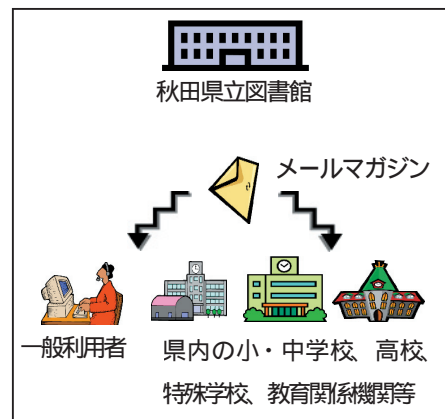 秋田県立図書館
メールマガジン
一般利用者
県内の小・中学校、高校、
特殊学校、教育関係機関等